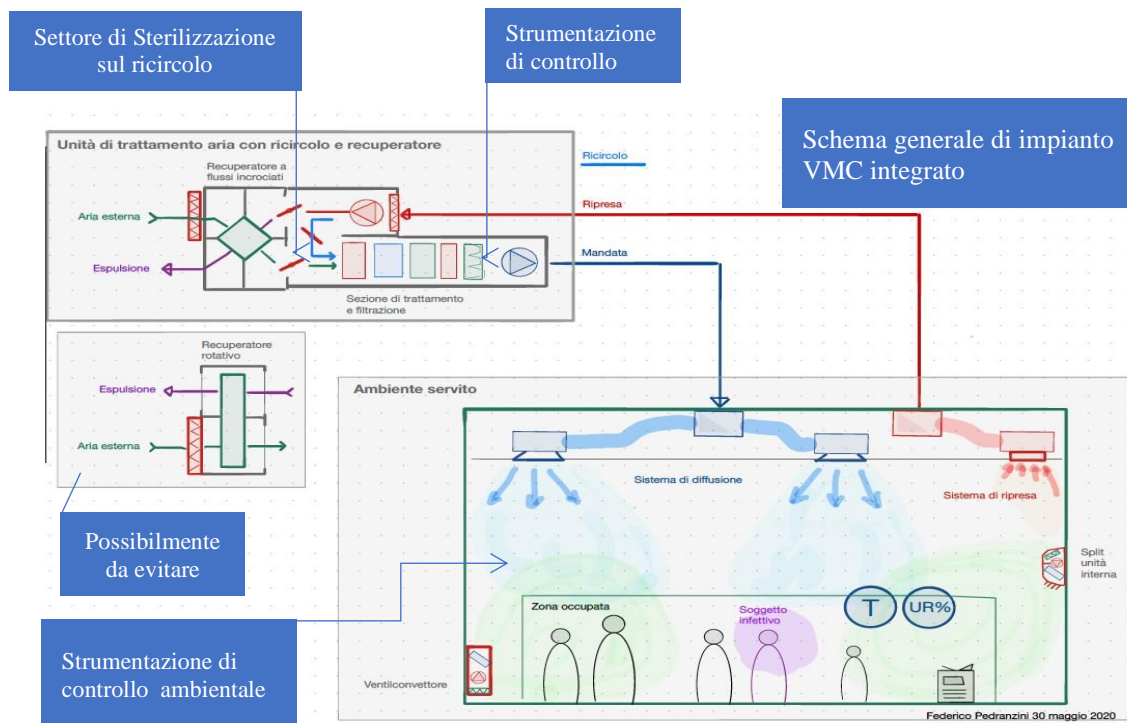 Settore di Sterilizzazione
sul ricircolo
Strumentazione
di controllo
Schema generale di impianto
VMC integrato
Unità di trattamento aria con ricircolo e recuperatore
Recuperatore a
flussi incrociati
Aria esterna
Espulsione
Sezione di trattamento
e filtrazione
Ricircolo
Ripresa
Mandata
Recuperatore
rotativo
Espulsione
Aria esterna
Possibilmente
da evitare
Strumentazione di
controllo ambientale
Ambiente servito
Sistema di diffusione
Sistema di ripresa
Split
unità
interna
Zona occupata
Soggetto
infettivo
T
UR%
Ventilconvettore
Federico Pedranzini 30 maggio 2020